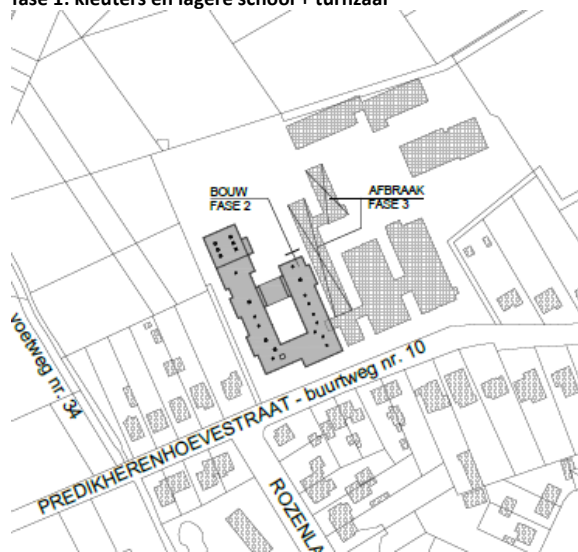 fase 1: kleuters en lagere school + turnzaal
BOUW
FASE 2
AFBRAAK
FASE 3
voetweg nr. 34
PREDIKHERENHOEVESTRAAT - buurtweg nr. 10
ROZENLA